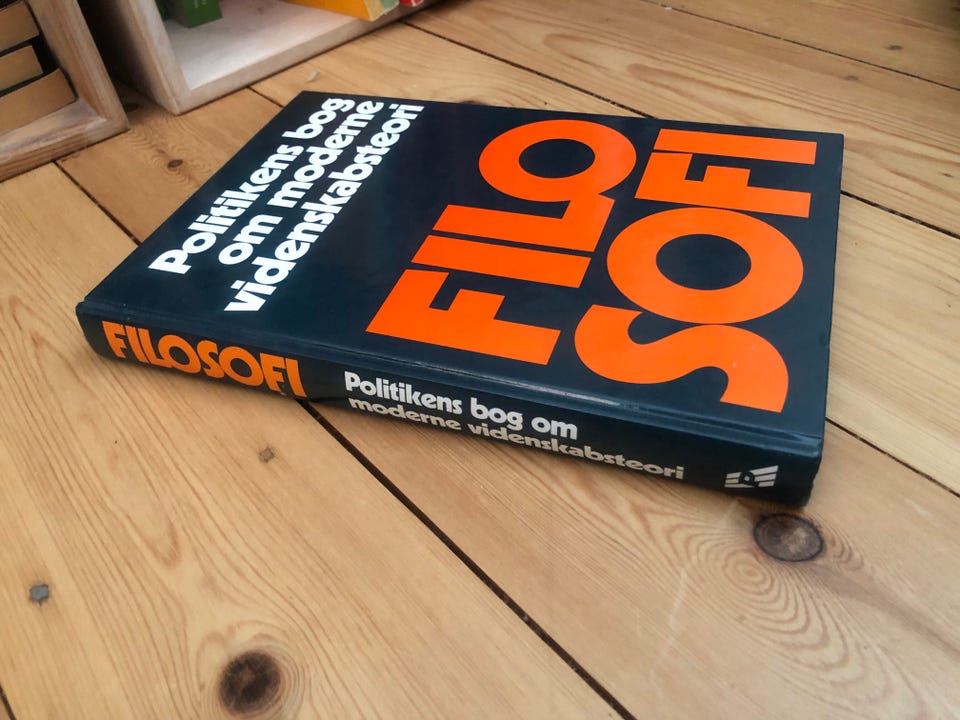 Politikens bog
om moderne
videnskabsteori
FILO
SOFI
FILOSOFI
Politikens bog om
moderne videnskabsteori